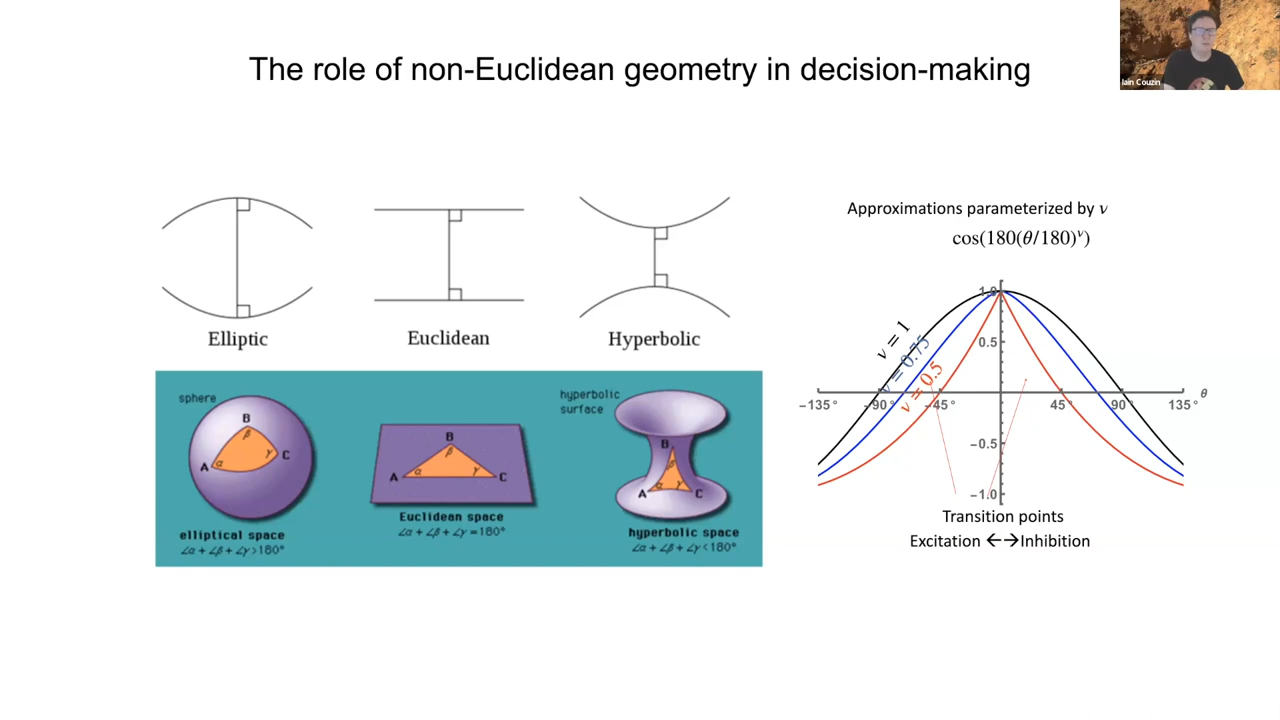 The role of non-Euclidean geometry in decision-making
Iain Couzin
Elliptic
Euclidean
Hyperbolic
sphere
B
β
A
α
γ
C
elliptical space
∠α + ∠β + ∠γ > 180°
B
β
A
α
γ
C
Euclidean space
∠α + ∠β + ∠γ = 180°
hyperbolic
surface
B
β
A
α
γ
C
hyperbolic space
∠α + ∠β + ∠γ < 180°
Approximations parameterized by ν
cos(180(θ/180)^ν)
1.0
ν = 1
ν = 0.75
ν = 0.5
0.5
−135° −90° −45° 45° 90° 135° θ
−0.5
−1.0
Transition points
Excitation ←→Inhibition